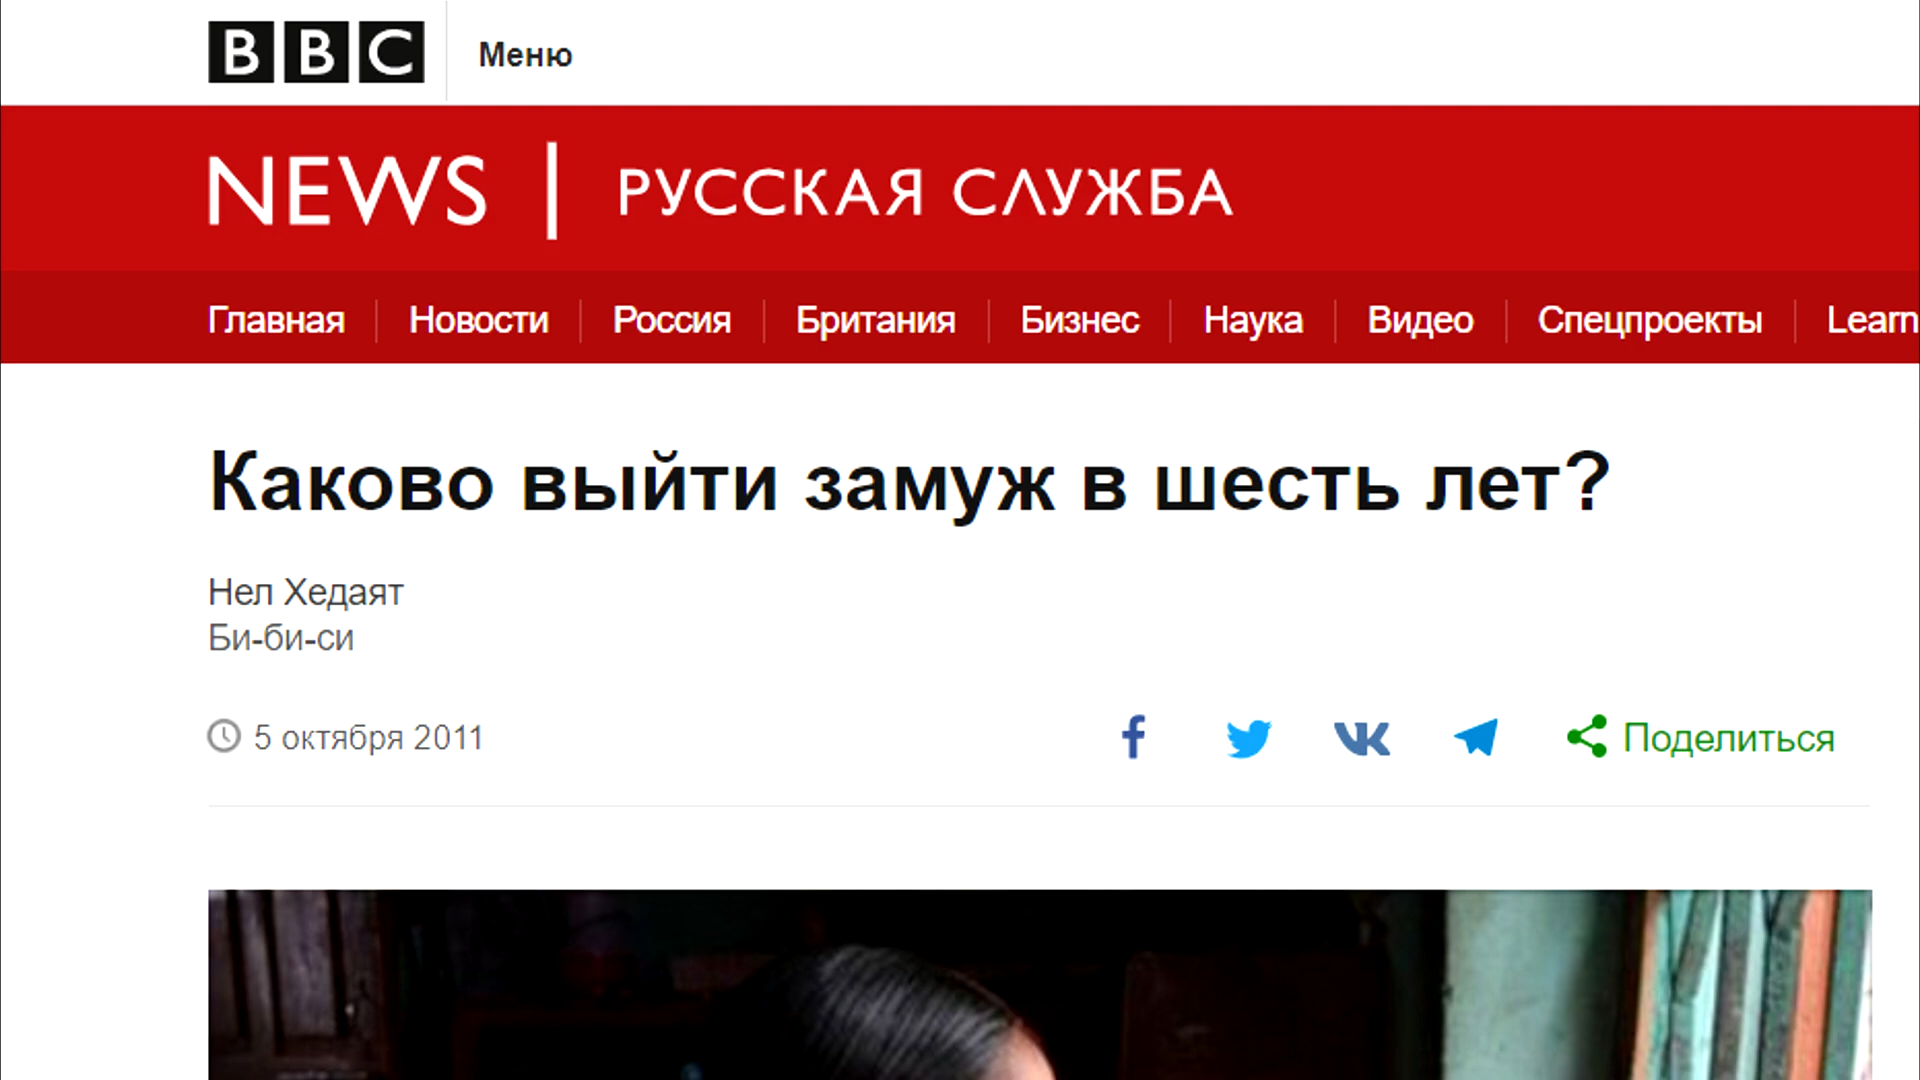 BBC Меню
NEWS | РУССКАЯ СЛУЖБА
Главная Новости Россия Британия Бизнес Наука Видео Спецпроекты Learn
Каково выйти замуж в шесть лет?
Нел Хедаят
Би-би-си
5 октября 2011 Поделиться